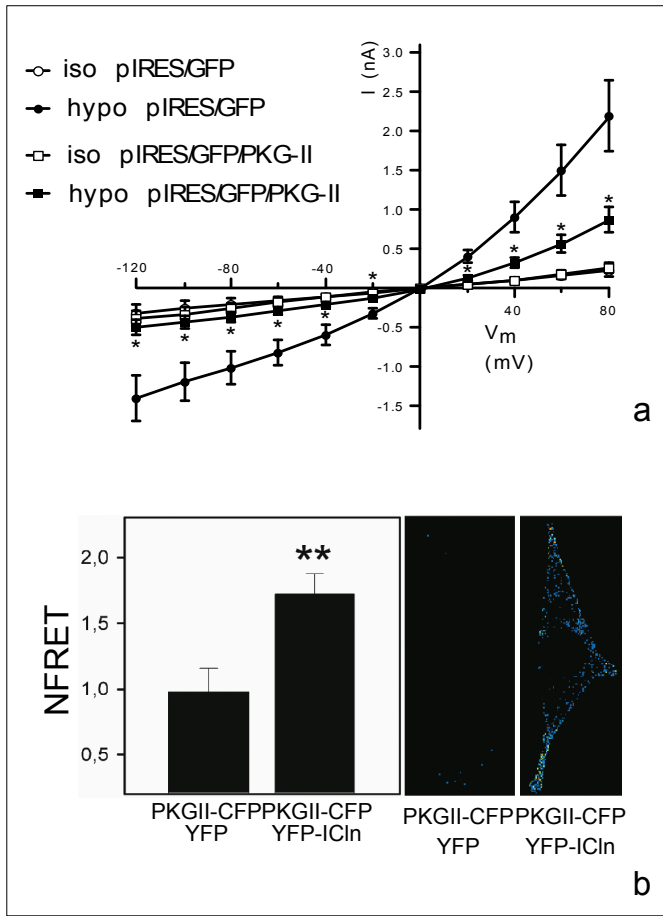 iso pIRES/GFP
hypo pIRES/GFP
iso pIRES/GFP/PKG-II
hypo pIRES/GFP/PKG-II
I (nA)
3.0
2.5
2.0
1.5
1.0
0.5
-120 -80 -40
* * * * *
* * * * * *
40 80
-0.5
-1.0
-1.5
Vm
(mV)
a
NFRET
2,0
1,5
1,0
0,5
**
PKGII-CFP PKGII-CFP PKGII-CFP PKGII-CFP
YFP YFP-ICln YFP YFP-ICln
b